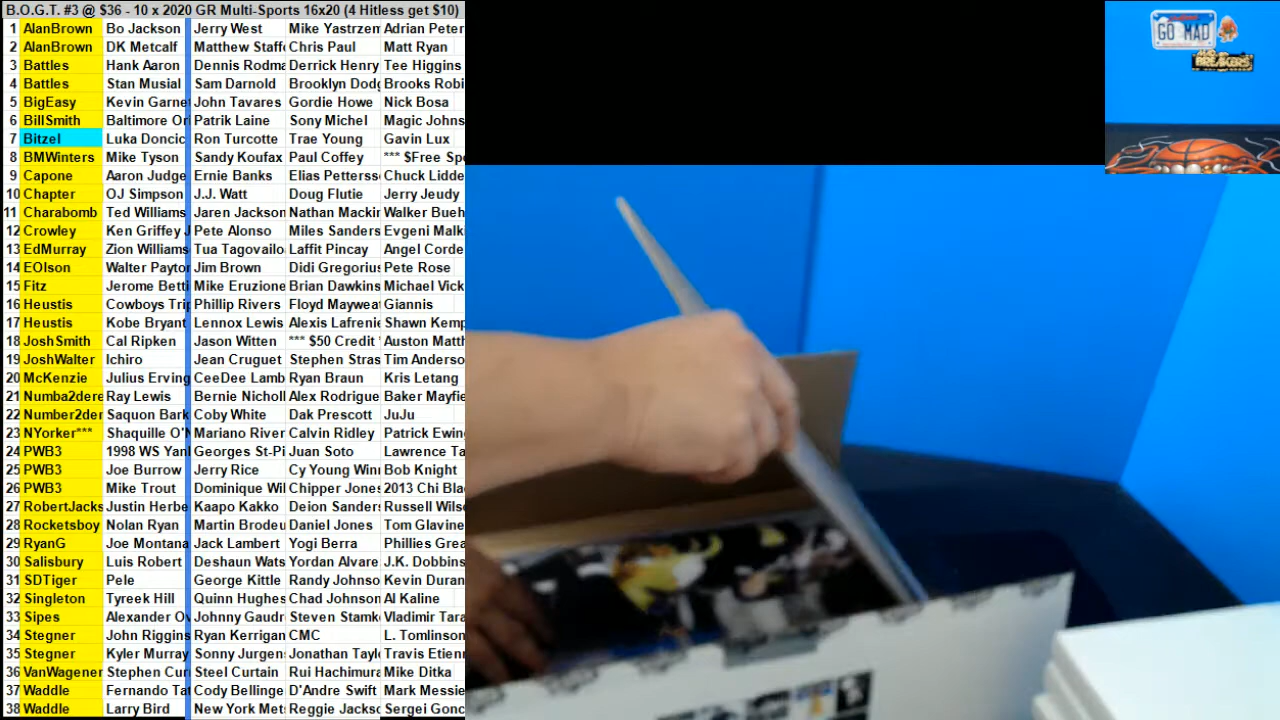 B.O.G.T. #3 @ $36 - 10 x 2020 GR Multi-Sports 16x20 (4 Hitless get $10)
1 AlanBrown Bo Jackson Jerry West Mike Yastrzem Adrian Peter
2 AlanBrown DK Metcalf Matthew Staff Chris Paul Matt Ryan
3 Battles Hank Aaron Dennis Rodma Derrick Henry Tee Higgins
4 Battles Stan Musial Sam Darnold Brooklyn Dodg Brooks Robi
5 BigEasy Kevin Garne John Tavares Gordie Howe Nick Bosa
6 BillSmith Baltimore Ori Patrik Laine Sony Michel Magic Johns
7 Bitzel Luka Doncic Ron Turcotte Trae Young Gavin Lux
8 BMWinters Mike Tyson Sandy Koufax Paul Coffey *** $Free Spo
9 Capone Aaron Judge Ernie Banks Elias Petterss Chuck Lidde
10 Chapter OJ Simpson J.J. Watt Doug Flutie Jerry Jeudy
11 Charabomb Ted Williams Jaren Jackson Nathan Mackin Walker Bueh
12 Crowley Ken Griffey J Pete Alonso Miles Sanders Evgeni Malk
13 EdMurray Zion Williams Tua Tagovailo Laffit Pincay Angel Corde
14 EOlson Walter Payton Jim Brown Didi Gregorius Pete Rose
15 Fitz Jerome Betti Mike Eruzione Brian Dawkins Michael Vick
16 Heustis Cowboys Trip Phillip Rivers Floyd Mayweat Giannis
17 Heustis Kobe Bryant Lennox Lewis Alexis Lafrenie Shawn Kemp
18 JoshSmith Cal Ripken Jason Witten *** $50 Credit * Auston Matth
19 JoshWalter Ichiro Jean Cruguet Stephen Stras Tim Anderso
20 McKenzie Julius Erving CeeDee Lamb Ryan Braun Kris Letang
21 Numba2dere Ray Lewis Bernie Nicholl Alex Rodrigue Baker Mayfie
22 Number2der Saquon Bark Coby White Dak Prescott JuJu
23 NYorker*** Shaquille O'N Mariano River Calvin Ridley Patrick Ewing
24 PWB3 1998 WS Yank Georges St-Pi Juan Soto Lawrence Ta
25 PWB3 Joe Burrow Jerry Rice Cy Young Winn Bob Knight
26 PWB3 Mike Trout Dominique Wil Chipper Jones 2013 Chi Bla
27 RobertJacks Justin Herbe Kaapo Kakko Deion Sanders Russell Wils
28 Rocketsboy Nolan Ryan Martin Brodeu Daniel Jones Tom Glavine
29 RyanG Joe Montana Jack Lambert Yogi Berra Phillies Grea
30 Salisbury Luis Robert Deshaun Wats Yordan Alvare J.K. Dobbins
31 SDTiger Pele George Kittle Randy Johnso Kevin Duran
32 Singleton Tyreek Hill Quinn Hughes Chad Johnson Al Kaline
33 Sipes Alexander Ov Johnny Gaudr Steven Stamk Vladimir Tara
34 Stegner John Riggins Ryan Kerrigan CMC L. Tomlinson
35 Stegner Kyler Murray Sonny Jurgens Jonathan Taylo Travis Etienn
36 VanWagener Stephen Cur Steel Curtain Rui Hachimura Mike Ditka
37 Waddle Fernando Tat Cody Bellinge D'Andre Swift Mark Messie
38 Waddle Larry Bird New York Mets Reggie Jackso Sergei Gonc
GO MAD
BREAKERS